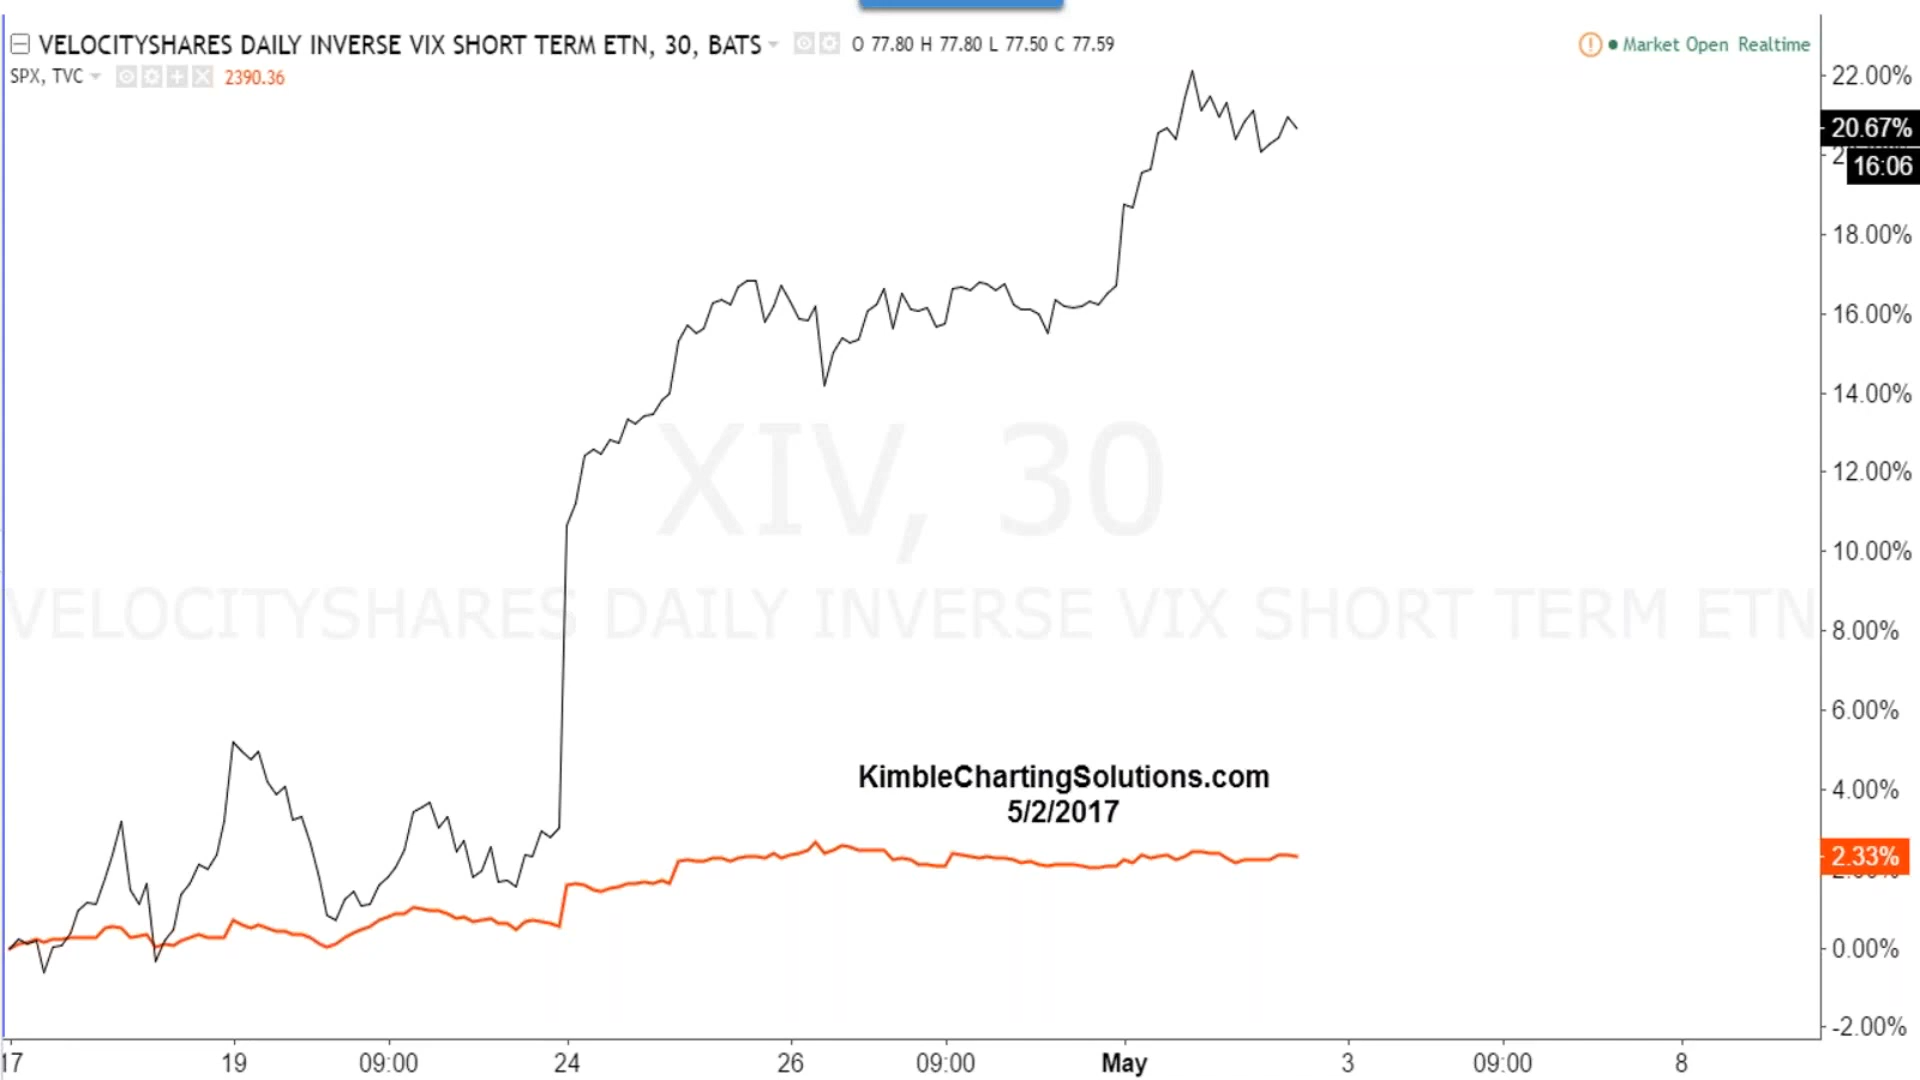 VELOCITYSHARES DAILY INVERSE VIX SHORT TERM ETN, 30, BATS O 77.80 H 77.80 L 77.50 C 77.59
Market Open Realtime
SPX, TVC 2390.36
22.00%
20.67%
16:06
18.00%
16.00%
14.00%
XIV, 30
12.00%
10.00%
VELOCITYSHARES DAILY INVERSE VIX SHORT TERM ETN
8.00%
6.00%
KimbleChartingSolutions.com
5/2/2017
4.00%
2.33%
0.00%
-2.00%
17 19 09:00 24 26 09:00 May 3 09:00 8